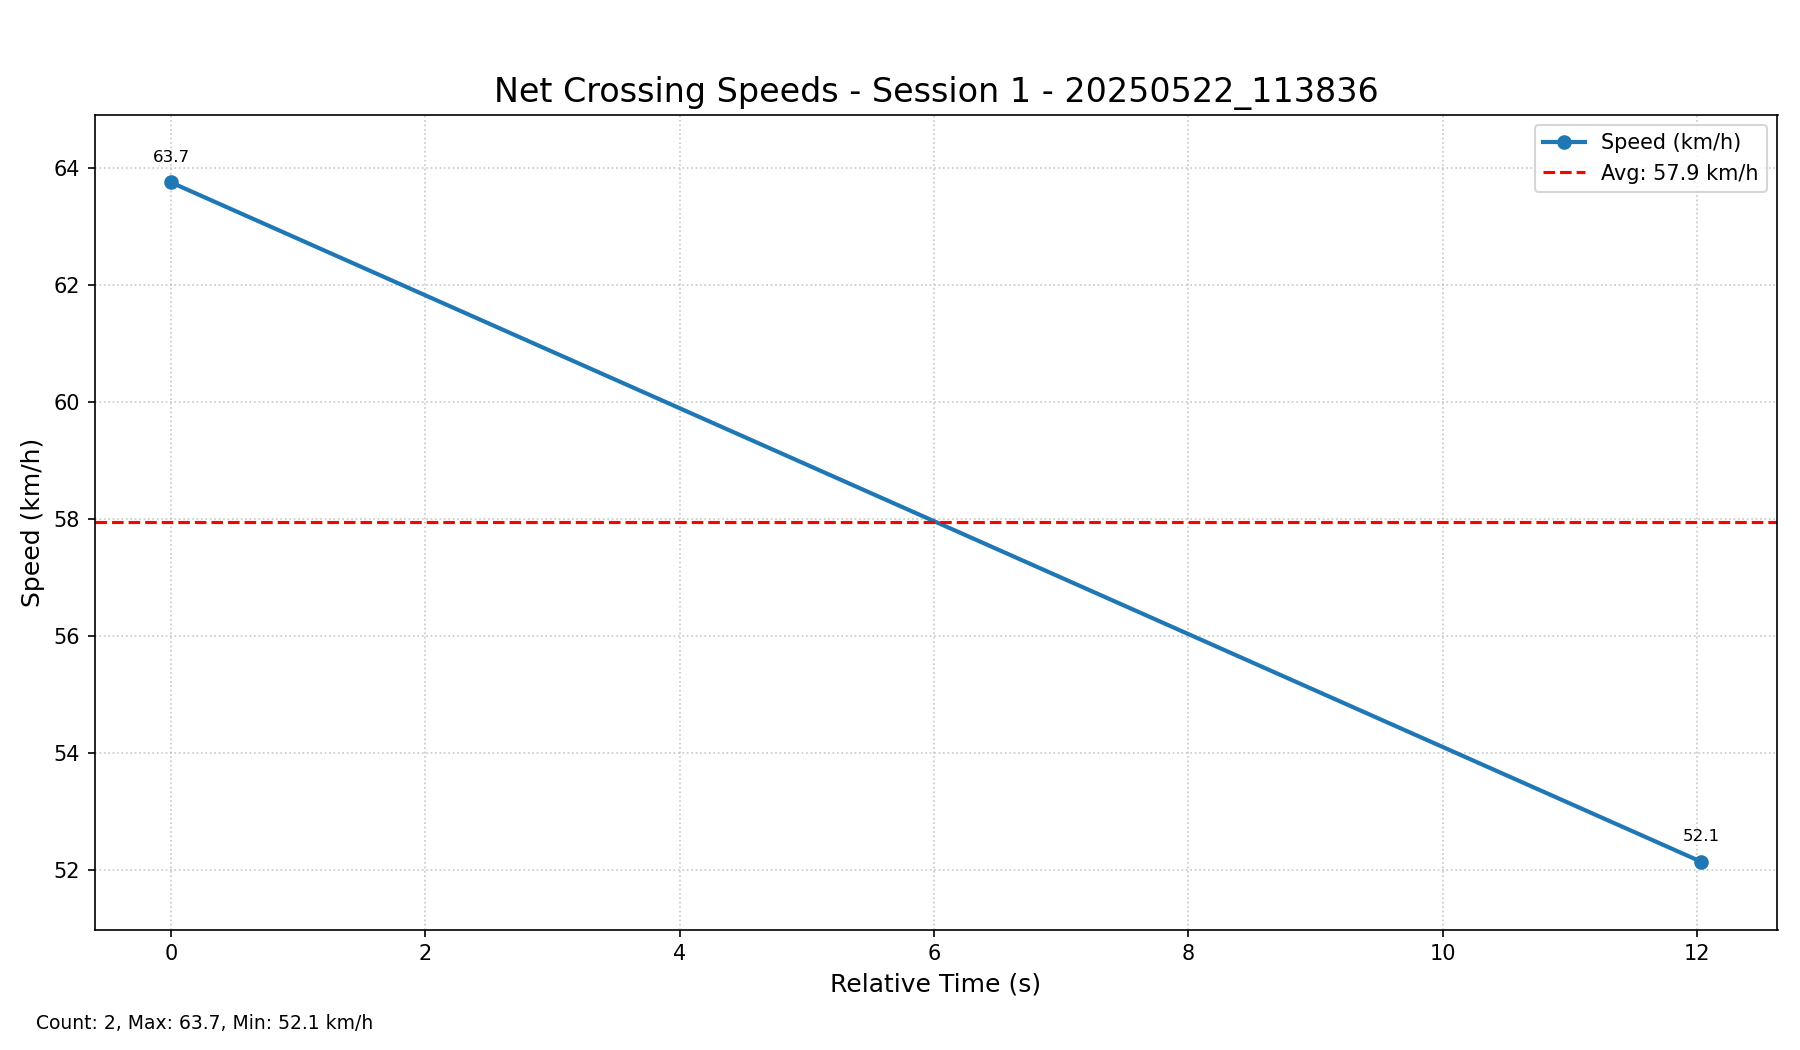 Net Crossing Speeds - Session 1 - 20250522_113836
Speed (km/h)
Avg: 57.9 km/h
63.7
52.1
64
62
60
58
56
54
52
Speed (km/h)
0 2 4 6 8 10 12
Relative Time (s)
Count: 2, Max: 63.7, Min: 52.1 km/h